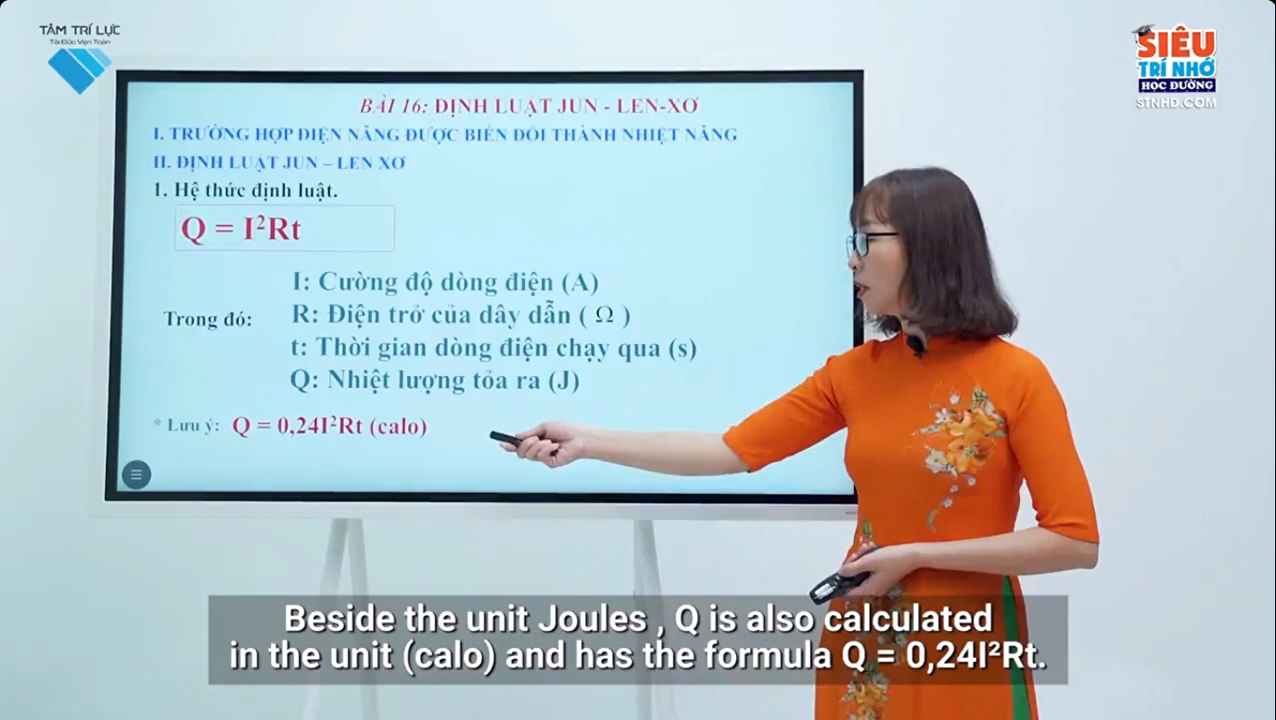 TÂM TRÍ LỰC
Tài Đức Vẹn Toàn
SIÊU
TRÍ NHỚ
HỌC ĐƯỜNG
STNHD.COM
BÀI 16: ĐỊNH LUẬT JUN - LEN-XƠ
I. TRƯỜNG HỢP ĐIỆN NĂNG ĐƯỢC BIẾN ĐỔI THÀNH NHIỆT NĂNG
II. ĐỊNH LUẬT JUN – LEN XƠ
1. Hệ thức định luật.
Q = I²Rt
Trong đó:
I: Cường độ dòng điện (A)
R: Điện trở của dây dẫn ( Ω )
t: Thời gian dòng điện chạy qua (s)
Q: Nhiệt lượng tỏa ra (J)
* Lưu ý: Q = 0,24I²Rt (calo)
Beside the unit Joules , Q is also calculated
in the unit (calo) and has the formula Q = 0,24I²Rt.